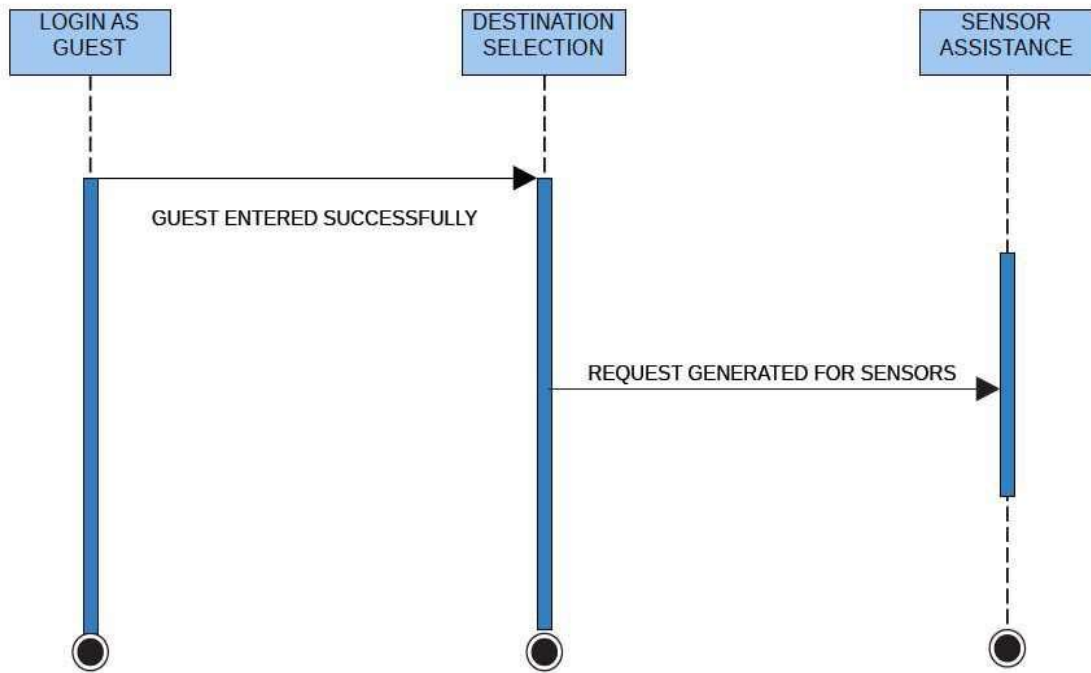 LOGIN AS
GUEST
DESTINATION
SELECTION
SENSOR
ASSISTANCE
GUEST ENTERED SUCCESSFULLY
REQUEST GENERATED FOR SENSORS